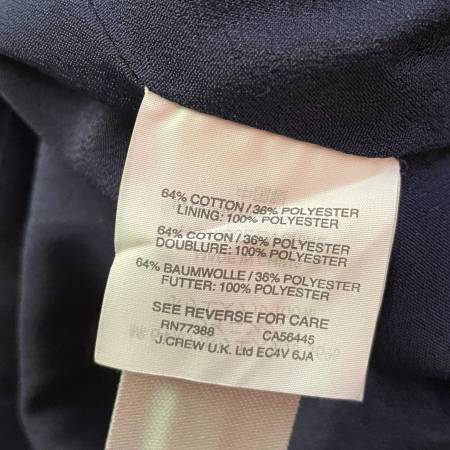 64% COTTON / 36% POLYESTER
LINING: 100% POLYESTER
64% COTON / 36% POLYESTER
DOUBLURE: 100% POLYESTER
64% BAUMWOLLE / 36% POLYESTER
FUTTER: 100% POLYESTER
SEE REVERSE FOR CARE
RN77388 CA56445
J.CREW U.K. Ltd EC4V 6JA